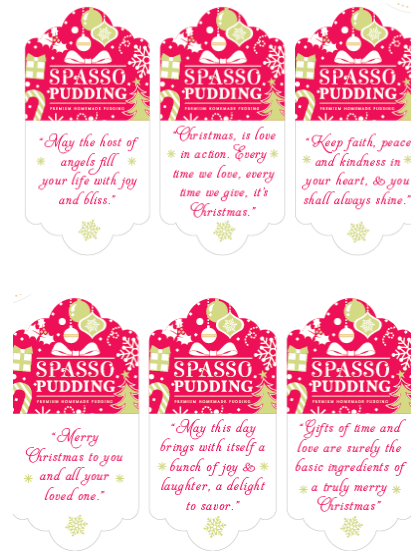 SPASSO
PUDDING
PREMIUM HOMEMADE PUDDING
"May the host of
angels fill
your life with joy
and bliss."
SPASSO
PUDDING
PREMIUM HOMEMADE PUDDING
"Christmas, is love
in action. Every
time we love, every
time we give, it's
Christmas."
SPASSO
PUDDING
PREMIUM HOMEMADE PUDDING
"Keep faith, peace
and kindness in
your heart, & you
shall always shine."
SPASSO
PUDDING
PREMIUM HOMEMADE PUDDING
"Merry
Christmas to you
and all your
loved one."
SPASSO
PUDDING
PREMIUM HOMEMADE PUDDING
"May this day
brings with itself a
bunch of joy &
laughter, a delight
to savor."
SPASSO
PUDDING
PREMIUM HOMEMADE PUDDING
"Gifts of time and
love are surely the
basic ingredients of
a truly merry
Christmas"